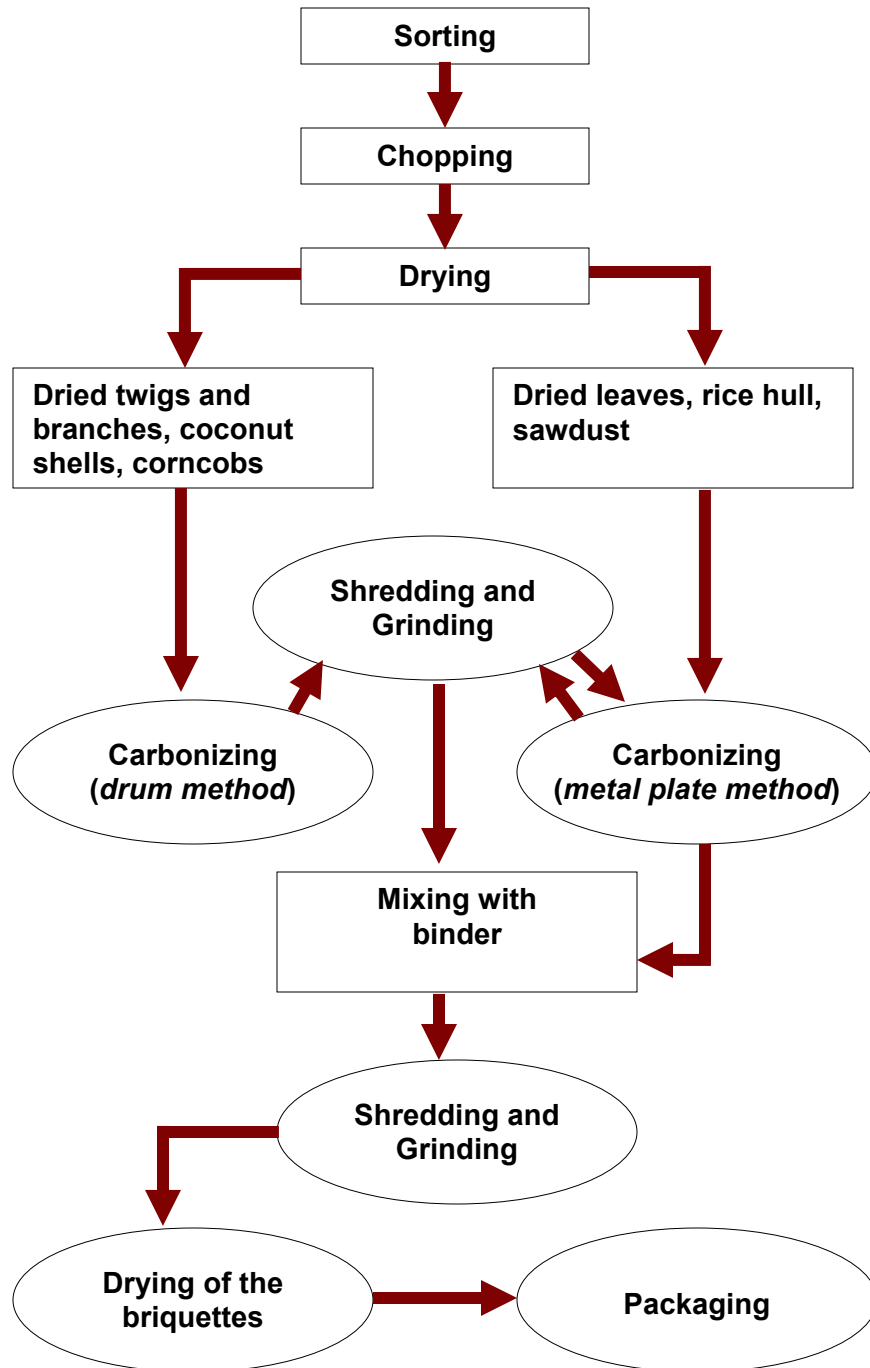 Sorting
Chopping
Drying
Dried twigs and
branches, coconut
shells, corncobs
Dried leaves, rice hull,
sawdust
Shredding and
Grinding
Carbonizing
(drum method)
Carbonizing
(metal plate method)
Mixing with
binder
Shredding and
Grinding
Drying of the
briquettes
Packaging